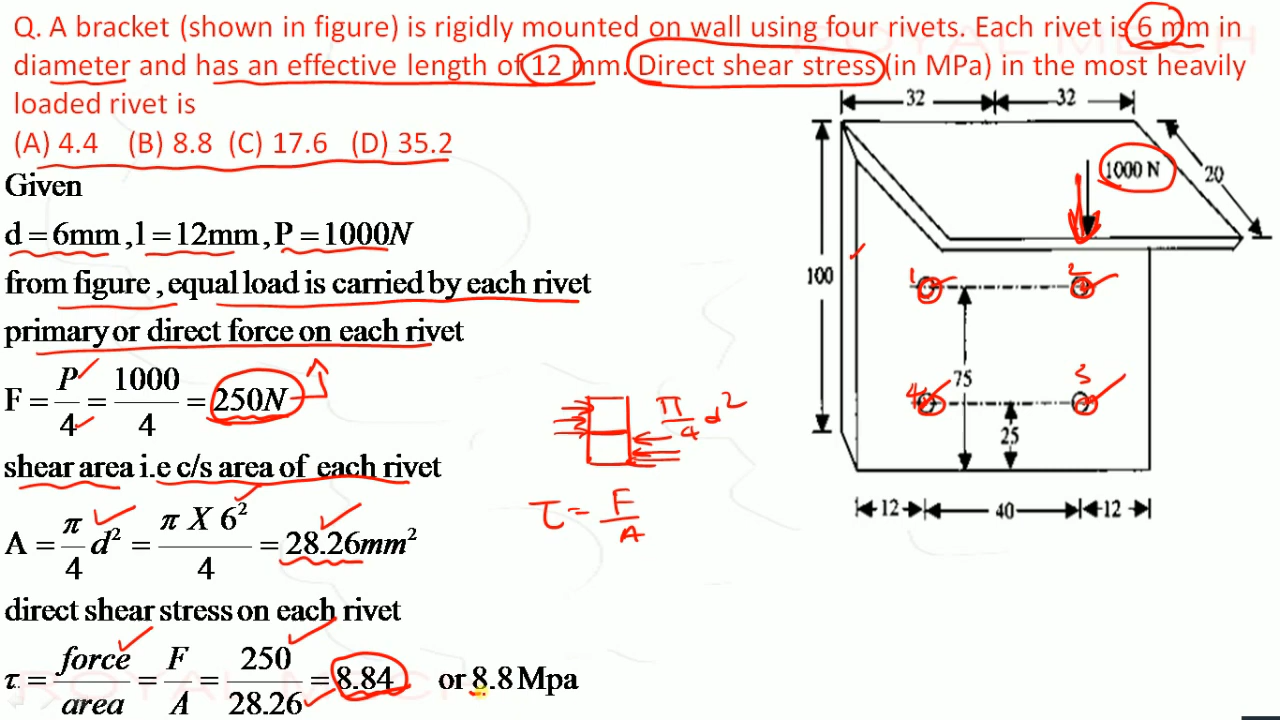 Q. A bracket (shown in figure) is rigidly mounted on wall using four rivets. Each rivet is 6 mm in
diameter and has an effective length of 12 mm. Direct shear stress (in MPa) in the most heavily
loaded rivet is
(A) 4.4 (B) 8.8 (C) 17.6 (D) 35.2
Given
d = 6mm , l = 12mm , P = 1000N
from figure , equal load is carried by each rivet
primary or direct force on each rivet
F = P/4 = 1000/4 = 250N
shear area i.e c/s area of each rivet
A = π/4 d² = π X 6²/4 = 28.26mm²
direct shear stress on each rivet
τ = force/area = F/A = 250/28.26 = 8.84 or 8.8 Mpa
π/4 d²
τ = F/A
32 32
1000 N
20
100
1 2
75
4 3
25
12 40 12